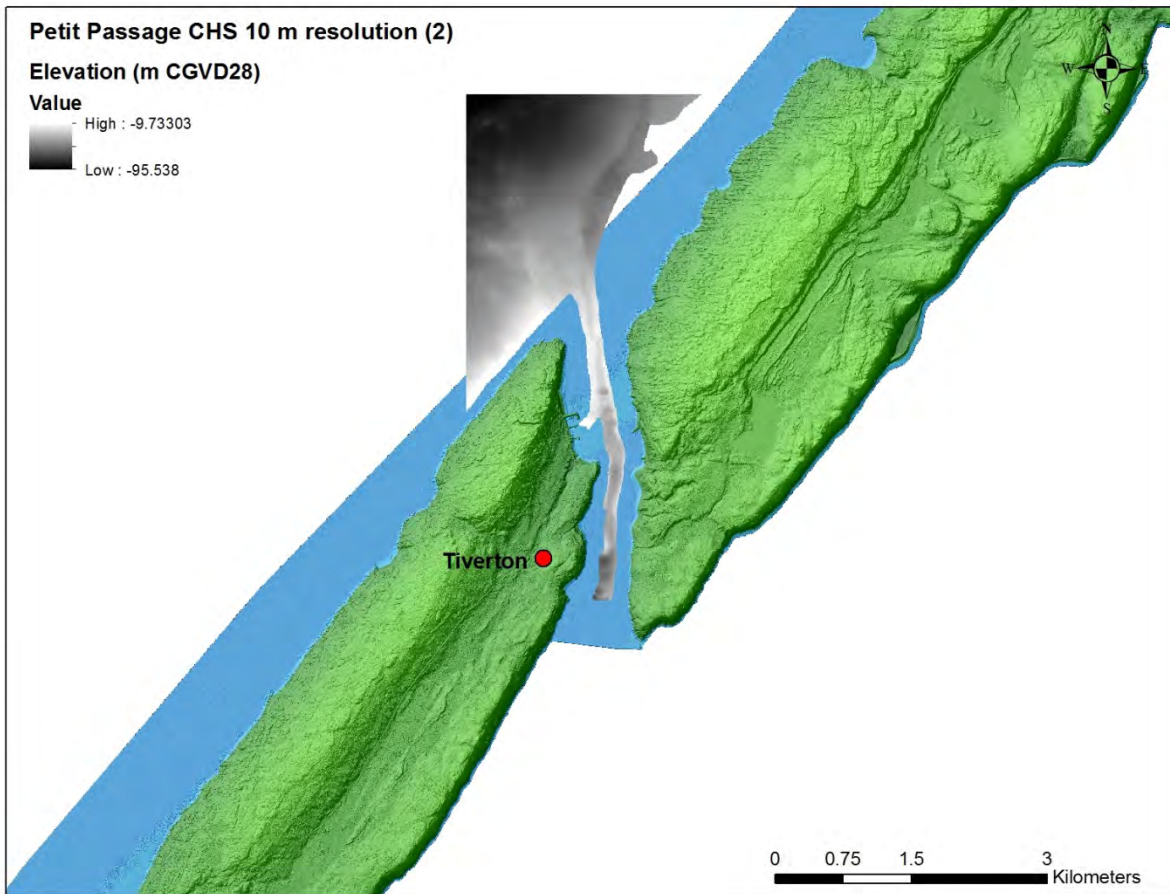 Petit Passage CHS 10 m resolution (2)
Elevation (m CGVD28)
Value
High : -9.73303
Low : -95.538
N
W E
S
Tiverton
0 0.75 1.5 3
Kilometers